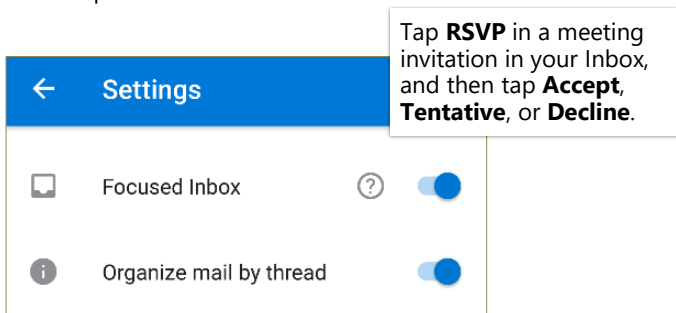 Tap RSVP in a meeting
invitation in your Inbox,
and then tap Accept,
Tentative, or Decline.
Settings
Focused Inbox
Organize mail by thread